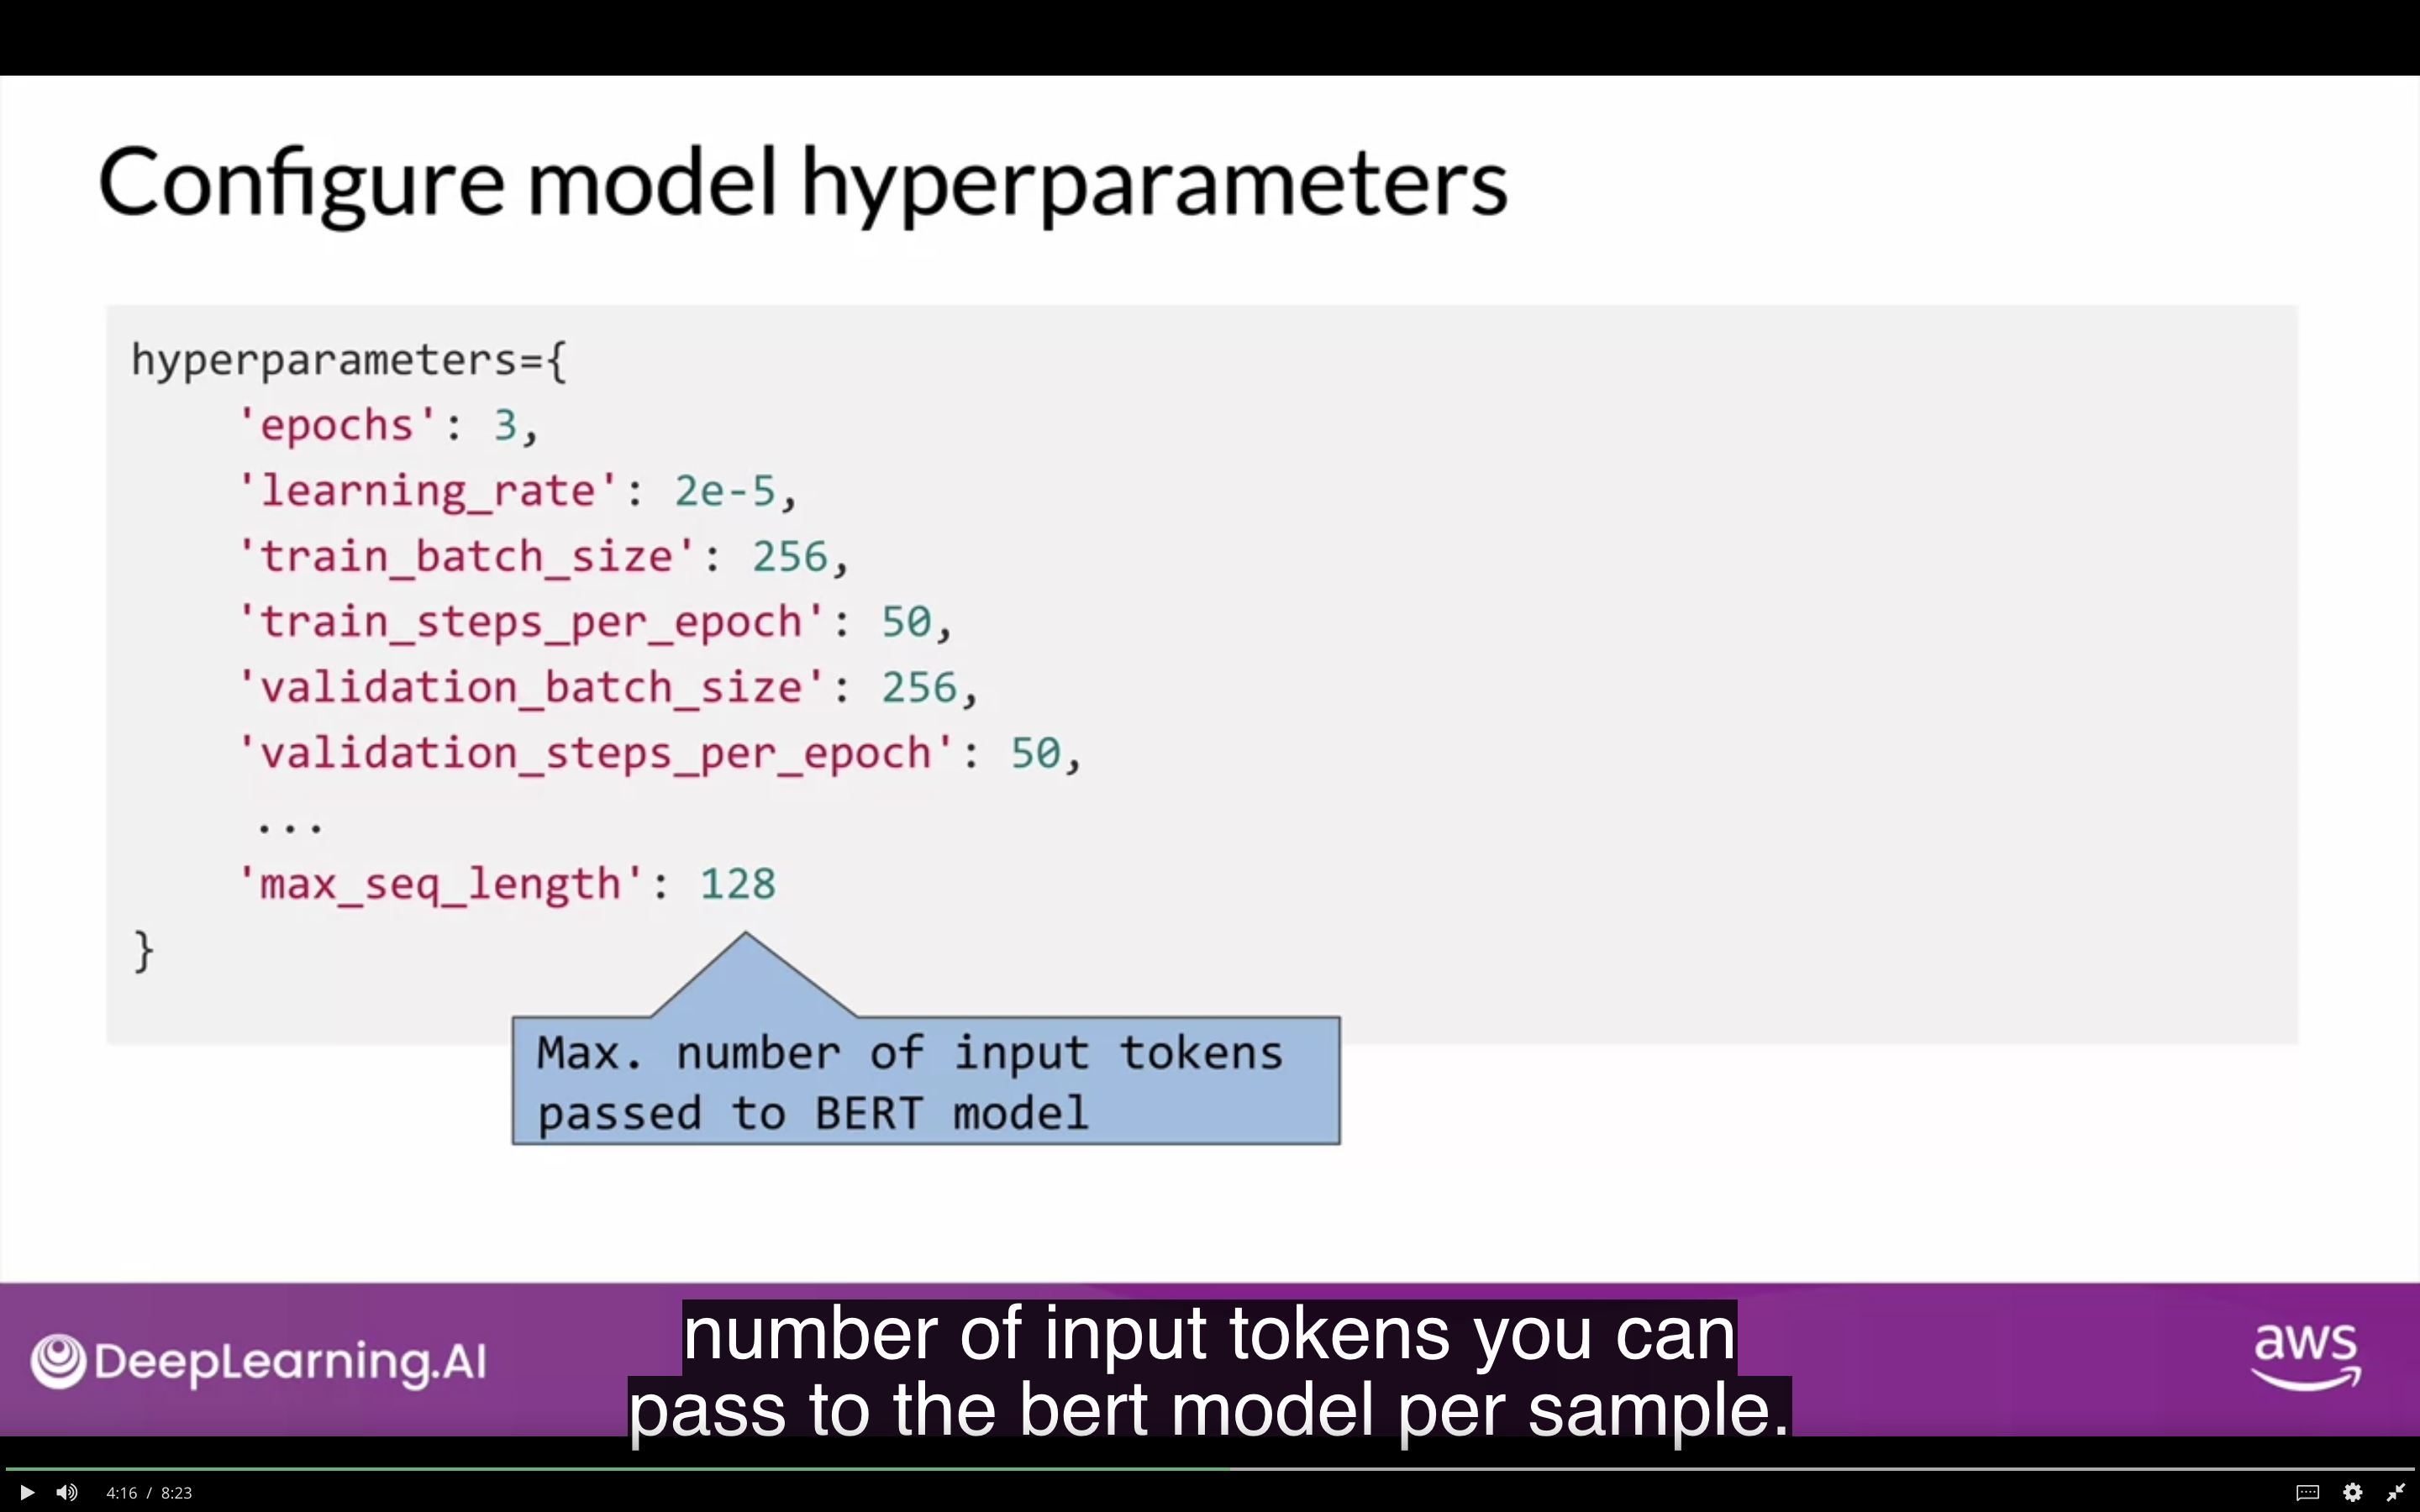 Configure model hyperparameters
hyperparameters={
'epochs': 3,
'learning_rate': 2e-5,
'train_batch_size': 256,
'train_steps_per_epoch': 50,
'validation_batch_size': 256,
'validation_steps_per_epoch': 50,
...
'max_seq_length': 128
}
Max. number of input tokens
passed to BERT model
DeepLearning.AI
number of input tokens you can
pass to the bert model per sample.
aws
4:16 / 8:23